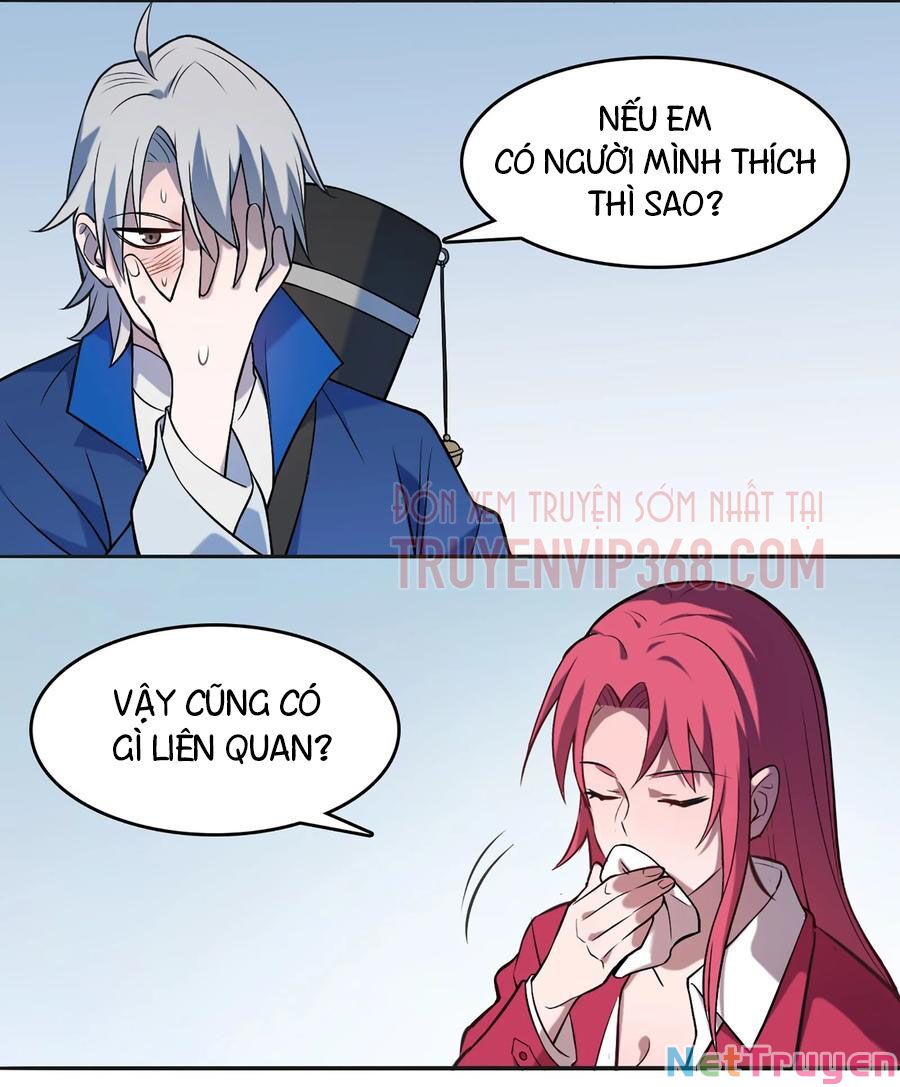 NẾU EM
CÓ NGƯỜI MÌNH THÍCH
THÌ SAO?
ĐÓN XEM TRUYỆN SỚM NHẤT TẠI
TRUYENVIP368.COM
VẬY CŨNG CÓ
GÌ LIÊN QUAN?
NetTruyen